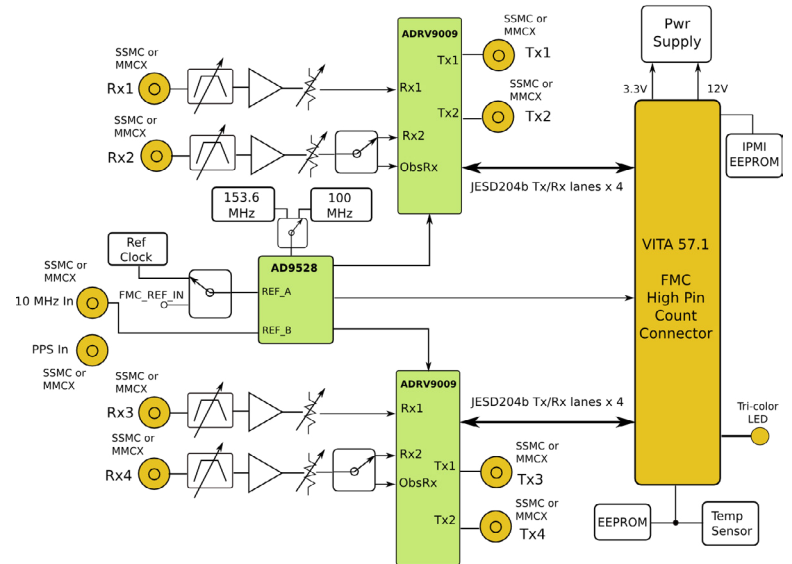 SSMC or
MMCX
Rx1
SSMC or
MMCX
Rx2
ADRV9009
Rx1
Rx2
ObsRx
Tx1
Tx2
SSMC or
MMCX
Tx1
SSMC or
MMCX
Tx2
JESD204b Tx/Rx lanes x 4
Pwr
Supply
3.3V
12V
IPMI
EEPROM
153.6
MHz
100
MHz
Ref
Clock
FMC_REF_IN
SSMC or
MMCX
10 MHz In
PPS In
SSMC or
MMCX
AD9528
REF_A
REF_B
VITA 57.1
FMC
High Pin
Count
Connector
SSMC or
MMCX
Rx3
SSMC or
MMCX
Rx4
ADRV9009
Rx1
Rx2
ObsRx
Tx1
Tx2
JESD204b Tx/Rx lanes x 4
SSMC or
MMCX
Tx3
SSMC or
MMCX
Tx4
Tri-color
LED
EEPROM
Temp
Sensor